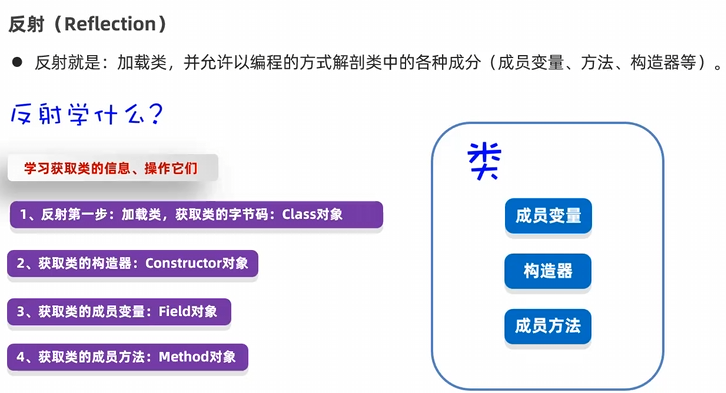 反射（Reflection）
● 反射就是：加载类，并允许以编程的方式解剖类中的各种成分（成员变量、方法、构造器等）。
反射学什么？
学习获取类的信息、操作它们
1、反射第一步：加载类，获取类的字节码：Class对象
2、获取类的构造器：Constructor对象
3、获取类的成员变量：Field对象
4、获取类的成员方法：Method对象
类
成员变量
构造器
成员方法